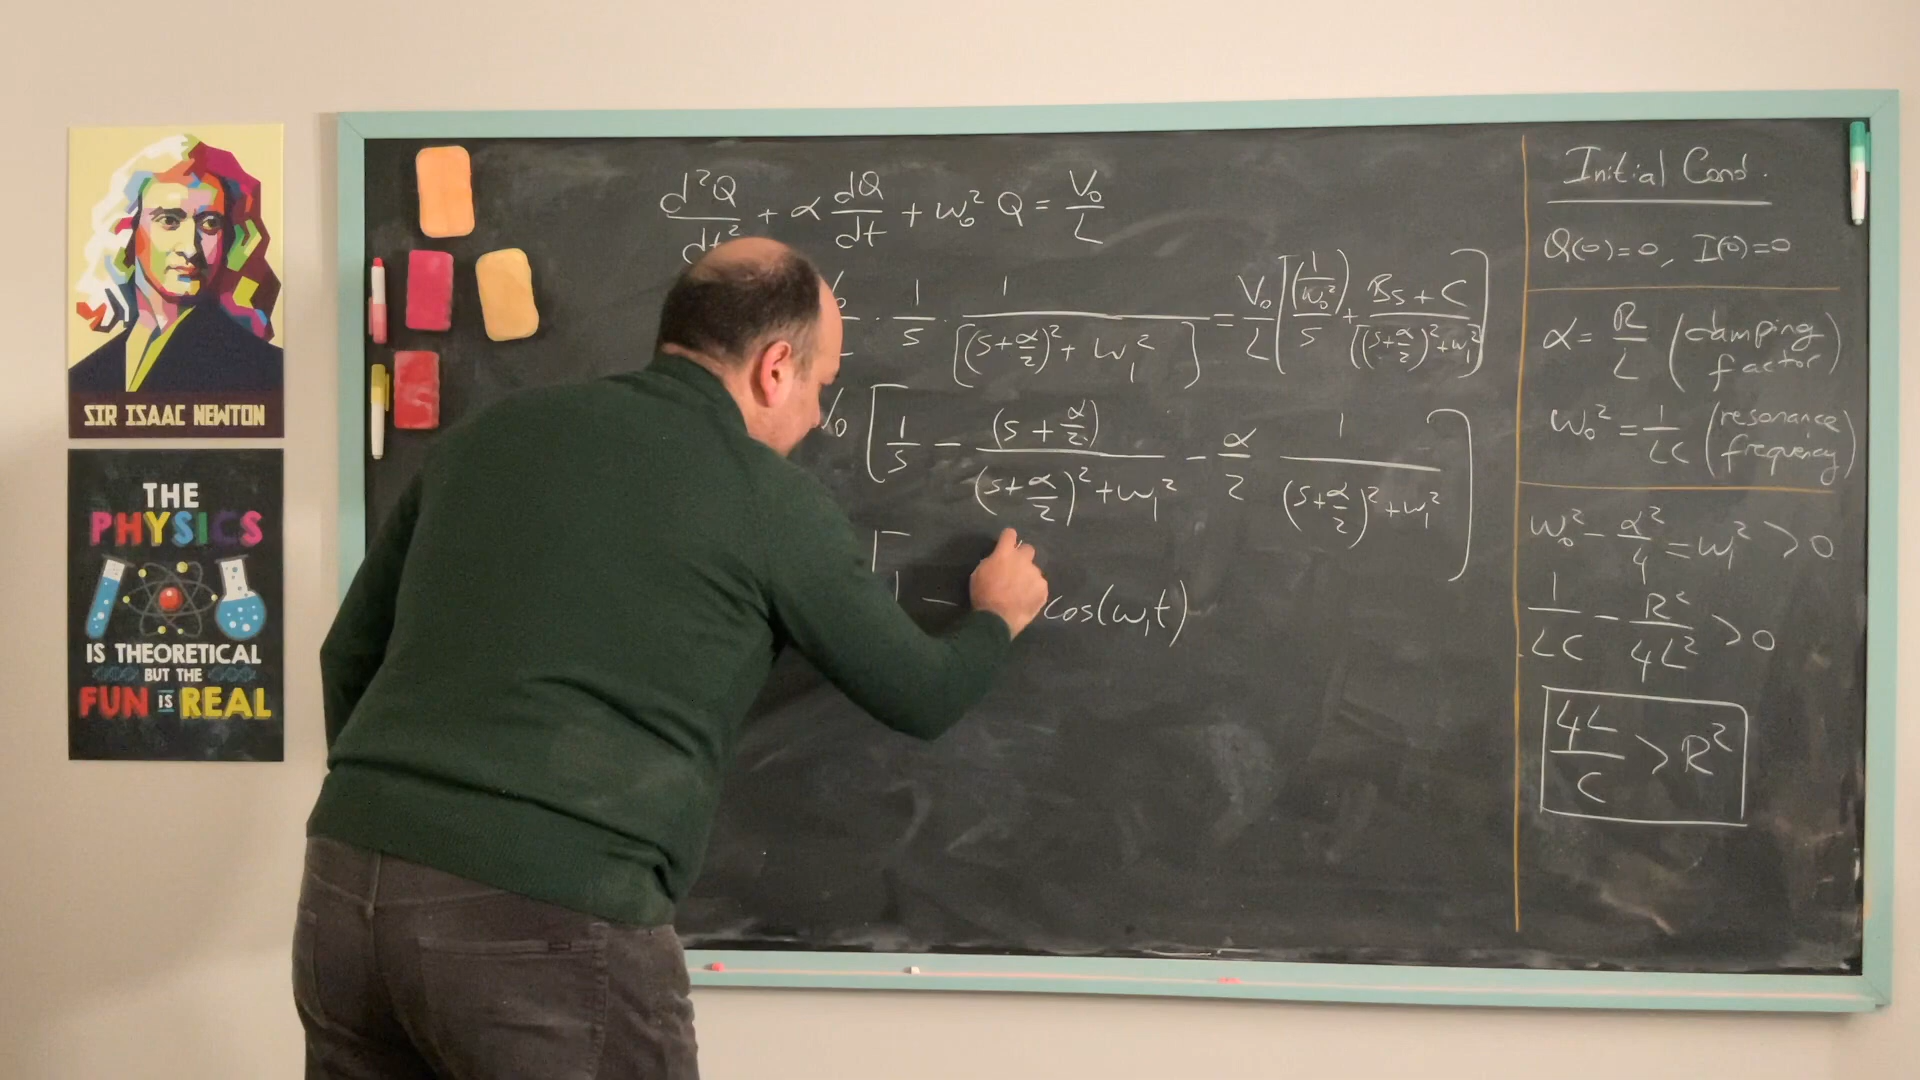 SIR ISAAC NEWTON
THE
PHYSICS
IS THEORETICAL
BUT THE
FUN IS REAL
d²Q/dt² + α dQ/dt + ω₀² Q = V₀/L
· 1/s · 1/[(s+α/2)² + ω₁²] = V₀/L [(1/ω₀²)/s + (Bs + C)/((s+α/2)²+ω₁²)]
[1/s − (s + α/2)/((s+α/2)² + ω₁²) − α/2 1/((s+α/2)² + ω₁²)]
1 − cos(ω₁t)
Initial Cond.
Q(0)=0, I(0)=0
α = R/L (damping factor)
ω₀² = 1/LC (resonance frequency)
ω₀² − α²/4 = ω₁² > 0
1/LC − R²/4L² > 0
4L/C > R²